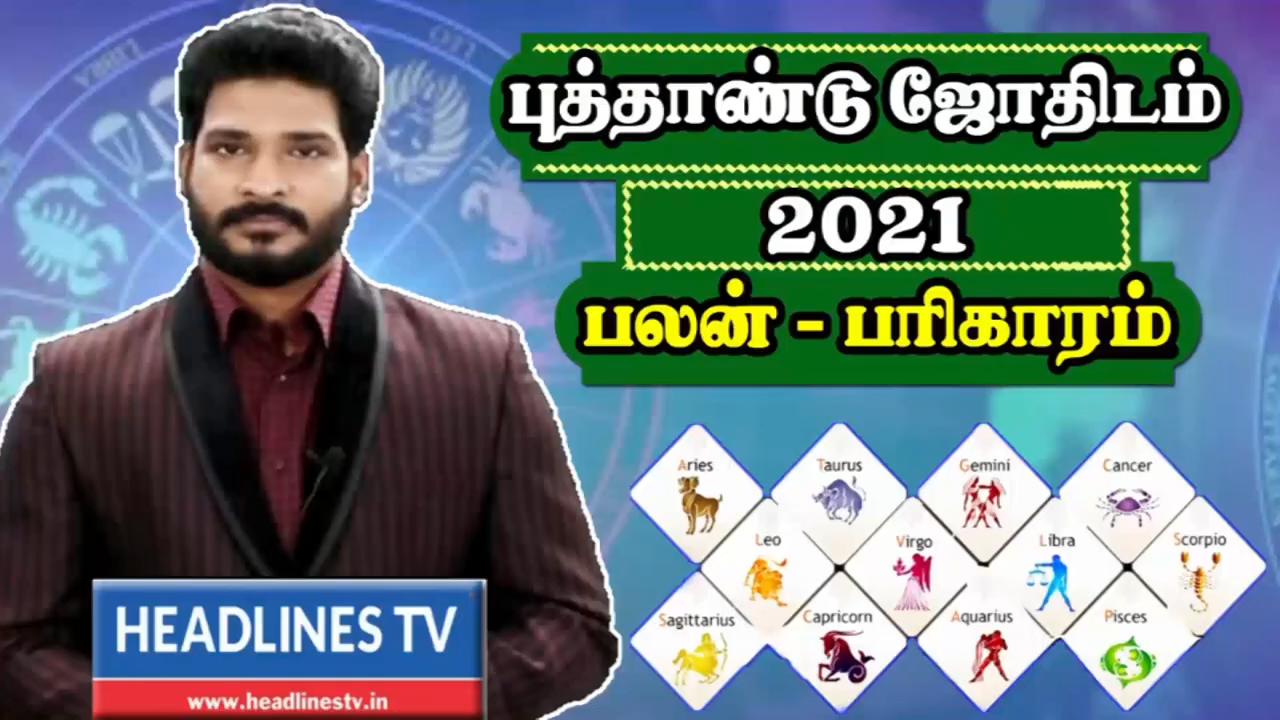 புத்தாண்டு ஜோதிடம்
2021
பலன் - பரிகாரம்
Aries
Taurus
Gemini
Cancer
Leo
Virgo
Libra
Scorpio
Sagittarius
Capricorn
Aquarius
Pisces
HEADLINES TV
www.headlinestv.in